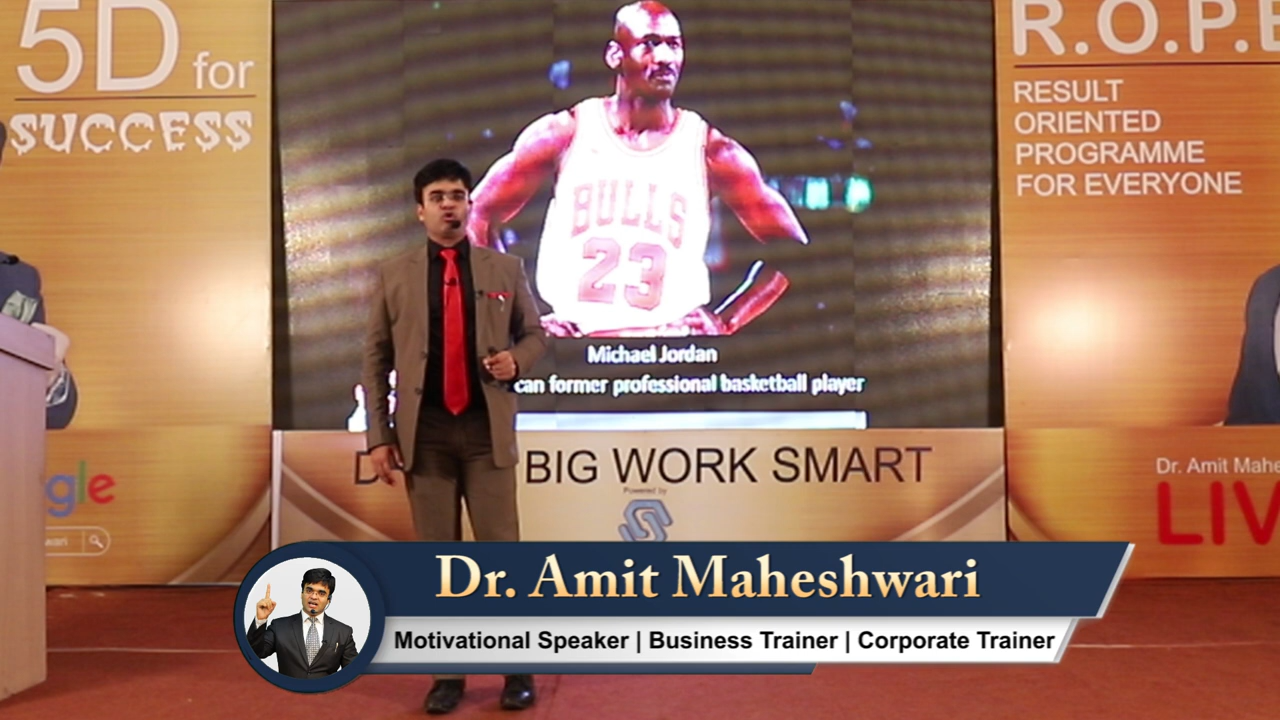 5D for
SUCCESS
R.O.P.E
RESULT
ORIENTED
PROGRAMME
FOR EVERYONE
BULLS
23
Michael Jordan
can former professional basketball player
BIG WORK SMART
Powered by
gle
wari
Dr. Amit Mahe
LIV
Dr. Amit Maheshwari
Motivational Speaker | Business Trainer | Corporate Trainer